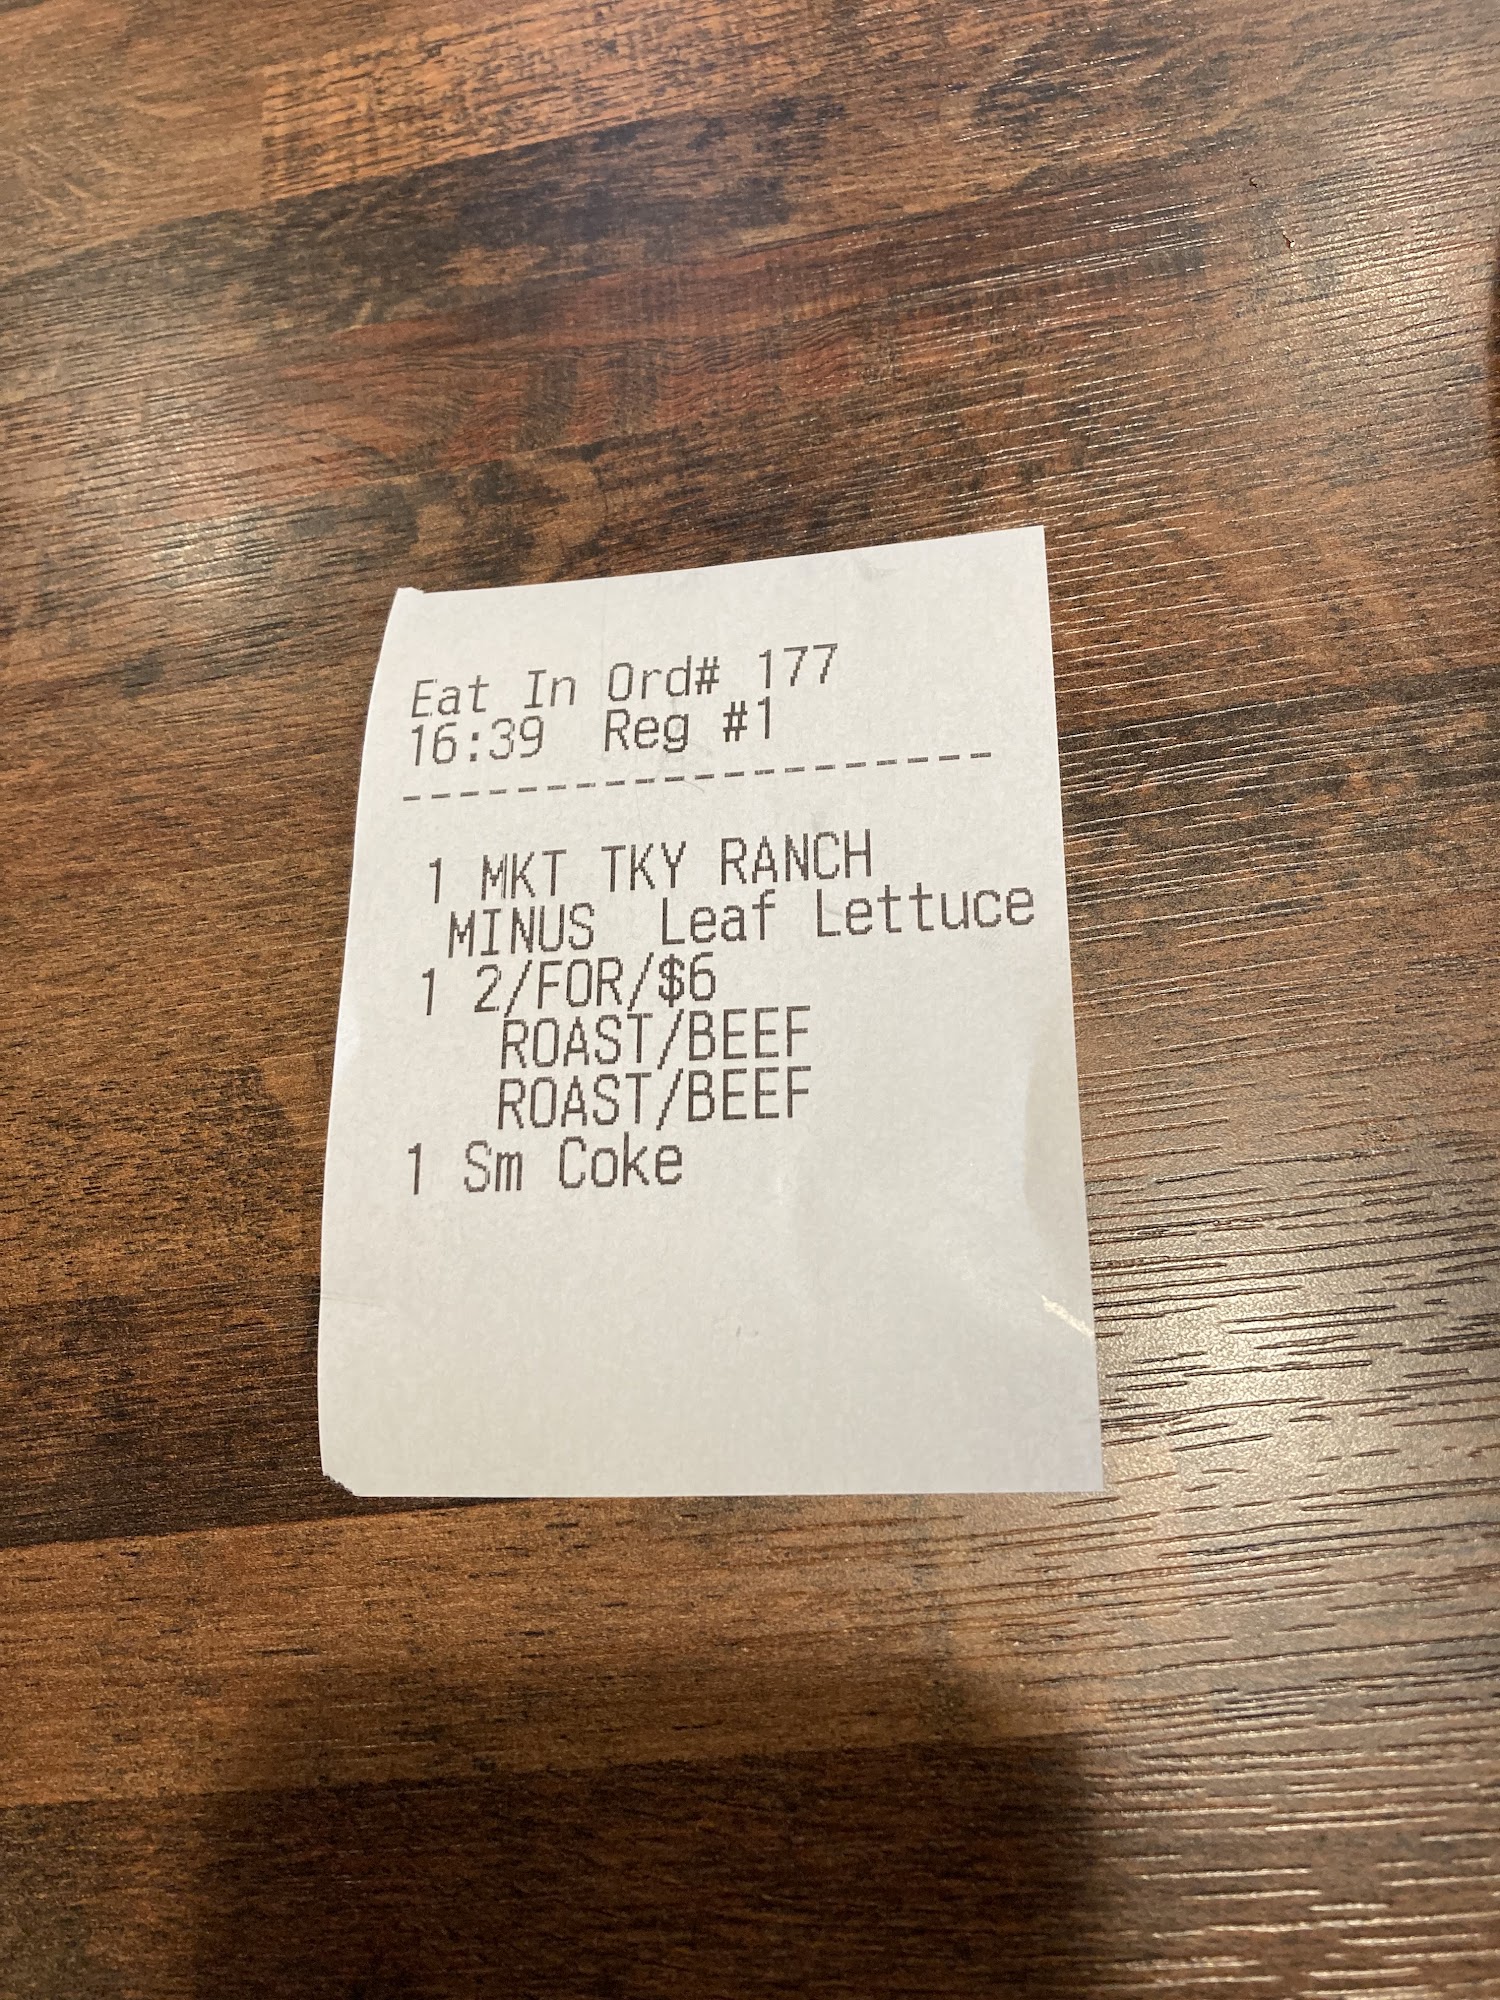 Eat In Ord# 177
16:39 Reg #1
--------------------
1 MKT TKY RANCH
MINUS Leaf Lettuce
1 2/FOR/$6
ROAST/BEEF
ROAST/BEEF
1 Sm Coke